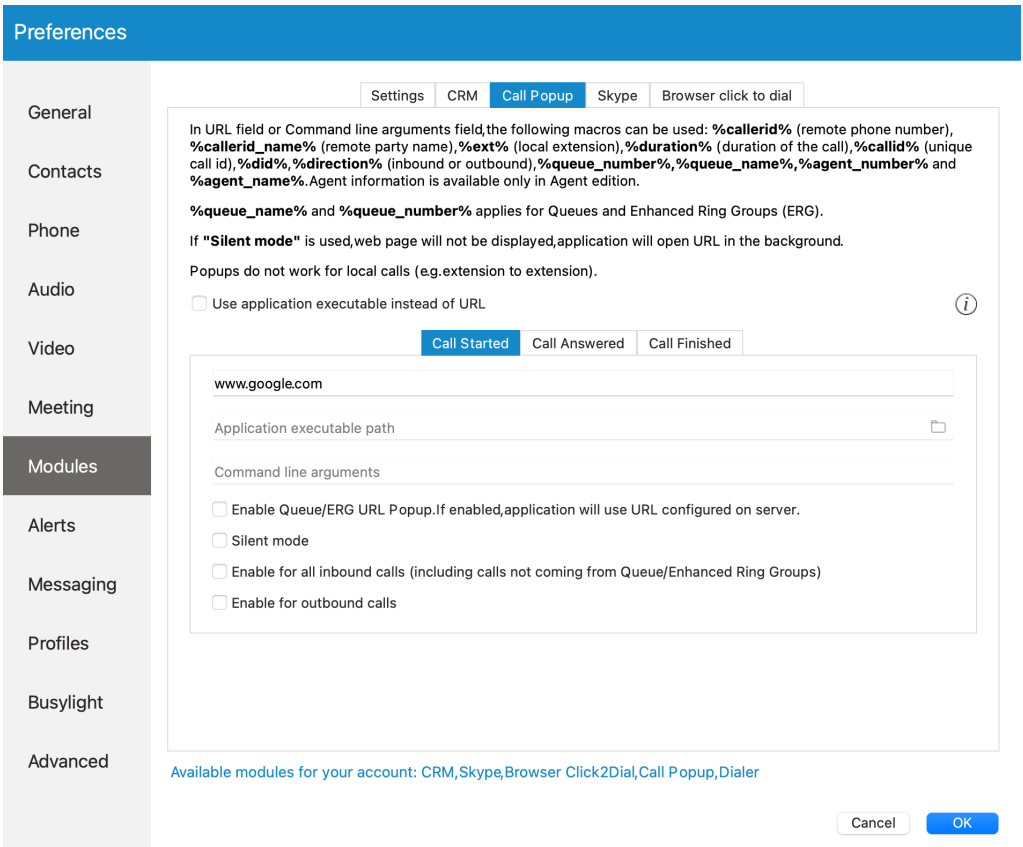 Preferences
General
Contacts
Phone
Audio
Video
Meeting
Modules
Alerts
Messaging
Profiles
Busylight
Advanced
Settings
CRM
Call Popup
Skype
Browser click to dial
In URL field or Command line arguments field,the following macros can be used: %callerid% (remote phone number),
%callerid_name% (remote party name),%ext% (local extension),%duration% (duration of the call),%callid% (unique
call id),%did%,%direction% (inbound or outbound),%queue_number%,%queue_name%,%agent_number% and
%agent_name%.Agent information is available only in Agent edition.
%queue_name% and %queue_number% applies for Queues and Enhanced Ring Groups (ERG).
If "Silent mode" is used,web page will not be displayed,application will open URL in the background.
Popups do not work for local calls (e.g.extension to extension).
Use application executable instead of URL
i
Call Started
Call Answered
Call Finished
www.google.com
Application executable path
Command line arguments
Enable Queue/ERG URL Popup.If enabled,application will use URL configured on server.
Silent mode
Enable for all inbound calls (including calls not coming from Queue/Enhanced Ring Groups)
Enable for outbound calls
Available modules for your account: CRM,Skype,Browser Click2Dial,Call Popup,Dialer
Cancel
OK